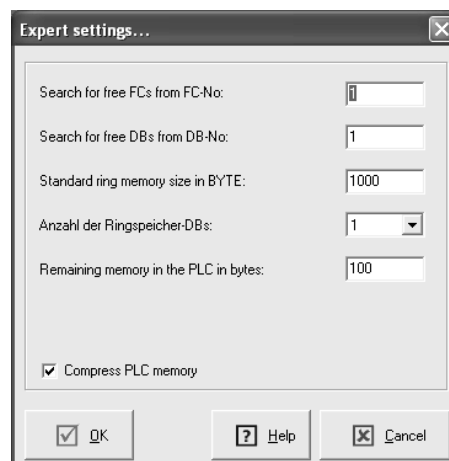 Expert settings...
Search for free FCs from FC-No: 1
Search for free DBs from DB-No: 1
Standard ring memory size in BYTE: 1000
Anzahl der Ringspeicher-DBs: 1
Remaining memory in the PLC in bytes: 100
Compress PLC memory
OK ? Help Cancel